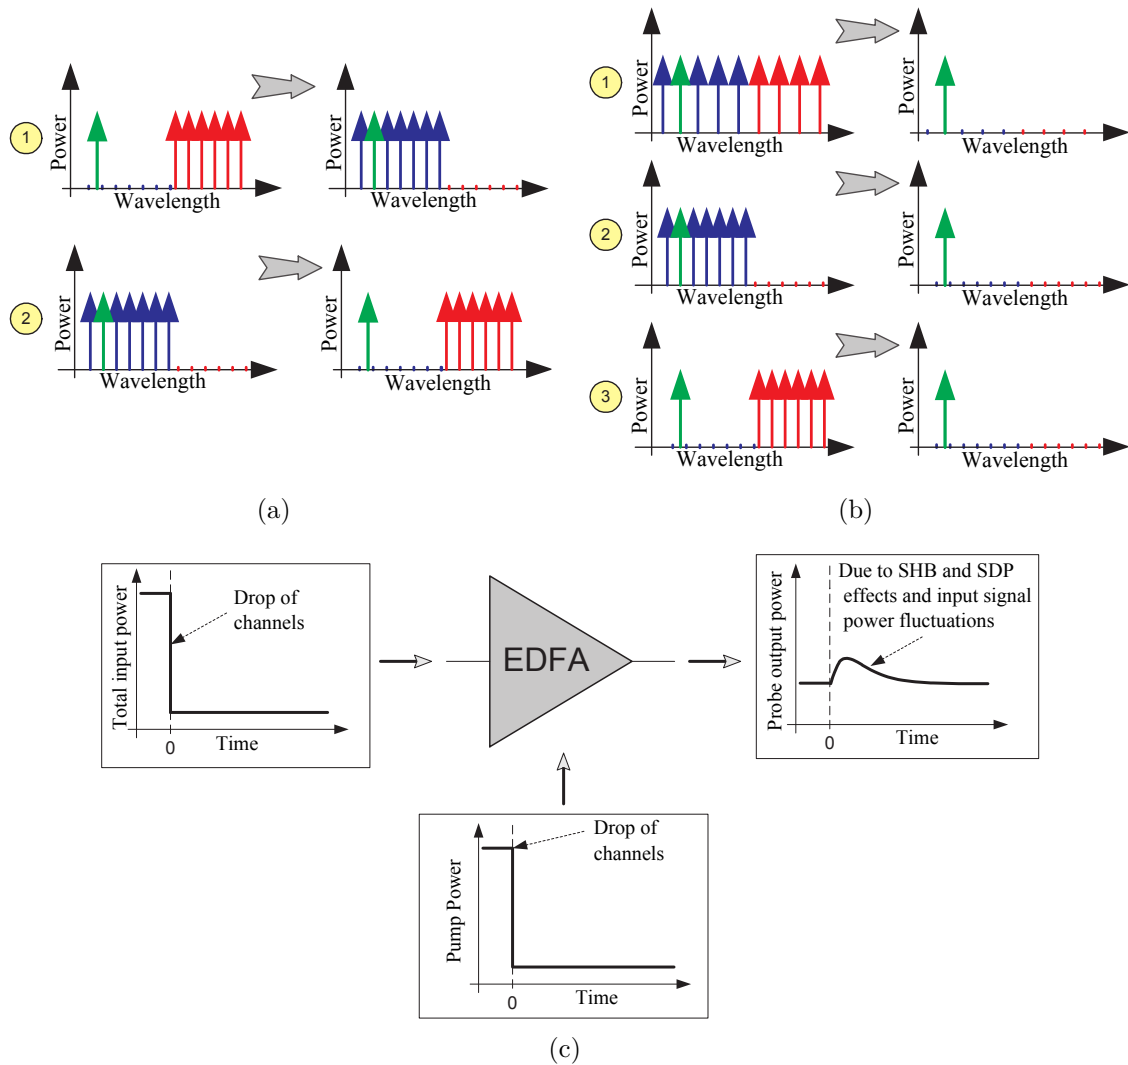 1
Power
Wavelength
Power
Wavelength
2
Power
Wavelength
Power
Wavelength
(a)
1
Power
Wavelength
Power
Wavelength
2
Power
Wavelength
Power
Wavelength
3
Power
Wavelength
Power
Wavelength
(b)
Total input power
Drop of
channels
0
Time
EDFA
Probe output power
Due to SHB and SDP
effects and input signal
power fluctuations
0
Time
Pump Power
Drop of
channels
0
Time
(c)